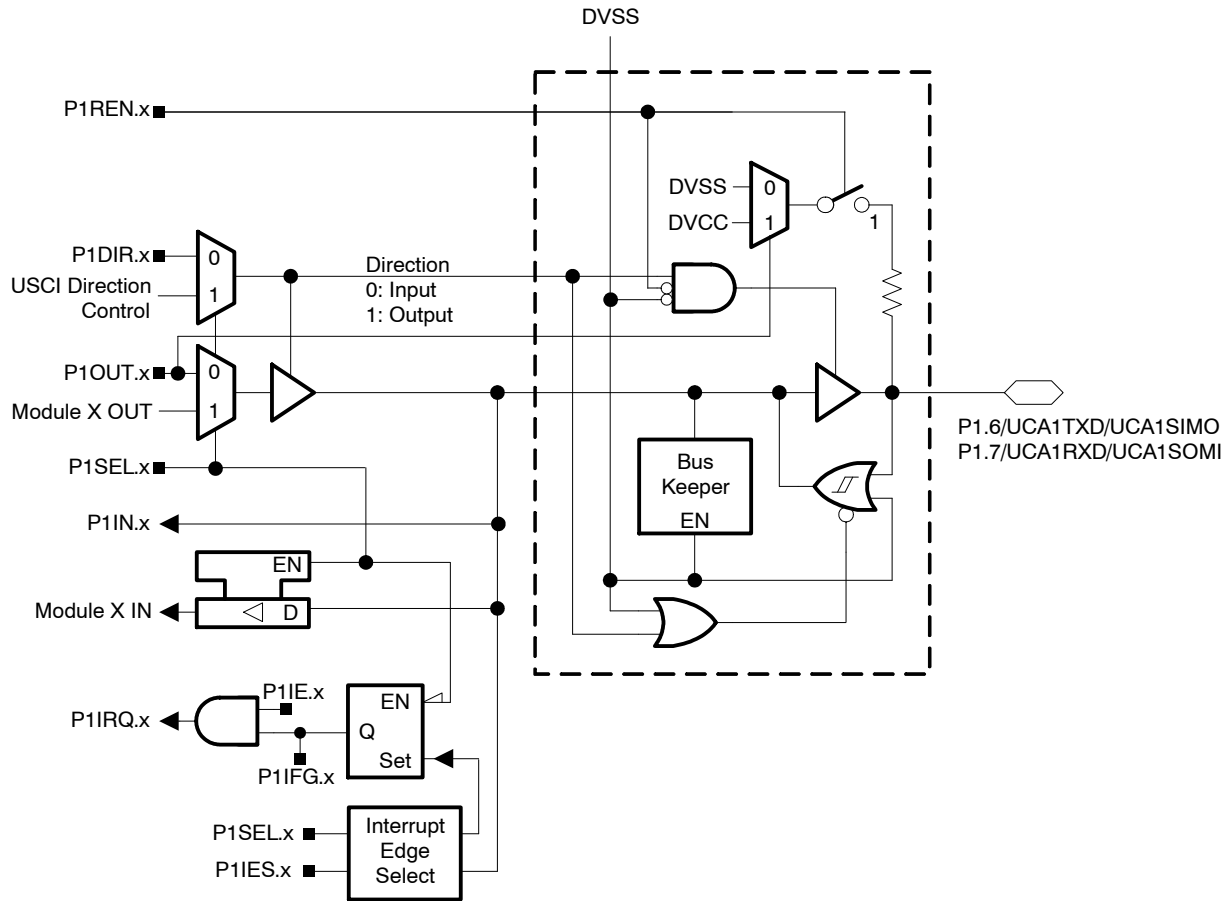 DVSS
P1REN.x
DVSS
0
DVCC
1
1
P1DIR.x
0
USCI Direction
Control
1
Direction
0: Input
1: Output
P1OUT.x
0
Module X OUT
1
P1SEL.x
P1.6/UCA1TXD/UCA1SIMO
P1.7/UCA1RXD/UCA1SOMI
Bus
Keeper
EN
P1IN.x
EN
Module X IN
D
P1IE.x
EN
P1IRQ.x
Q
P1IFG.x
Set
P1SEL.x
P1IES.x
Interrupt
Edge
Select